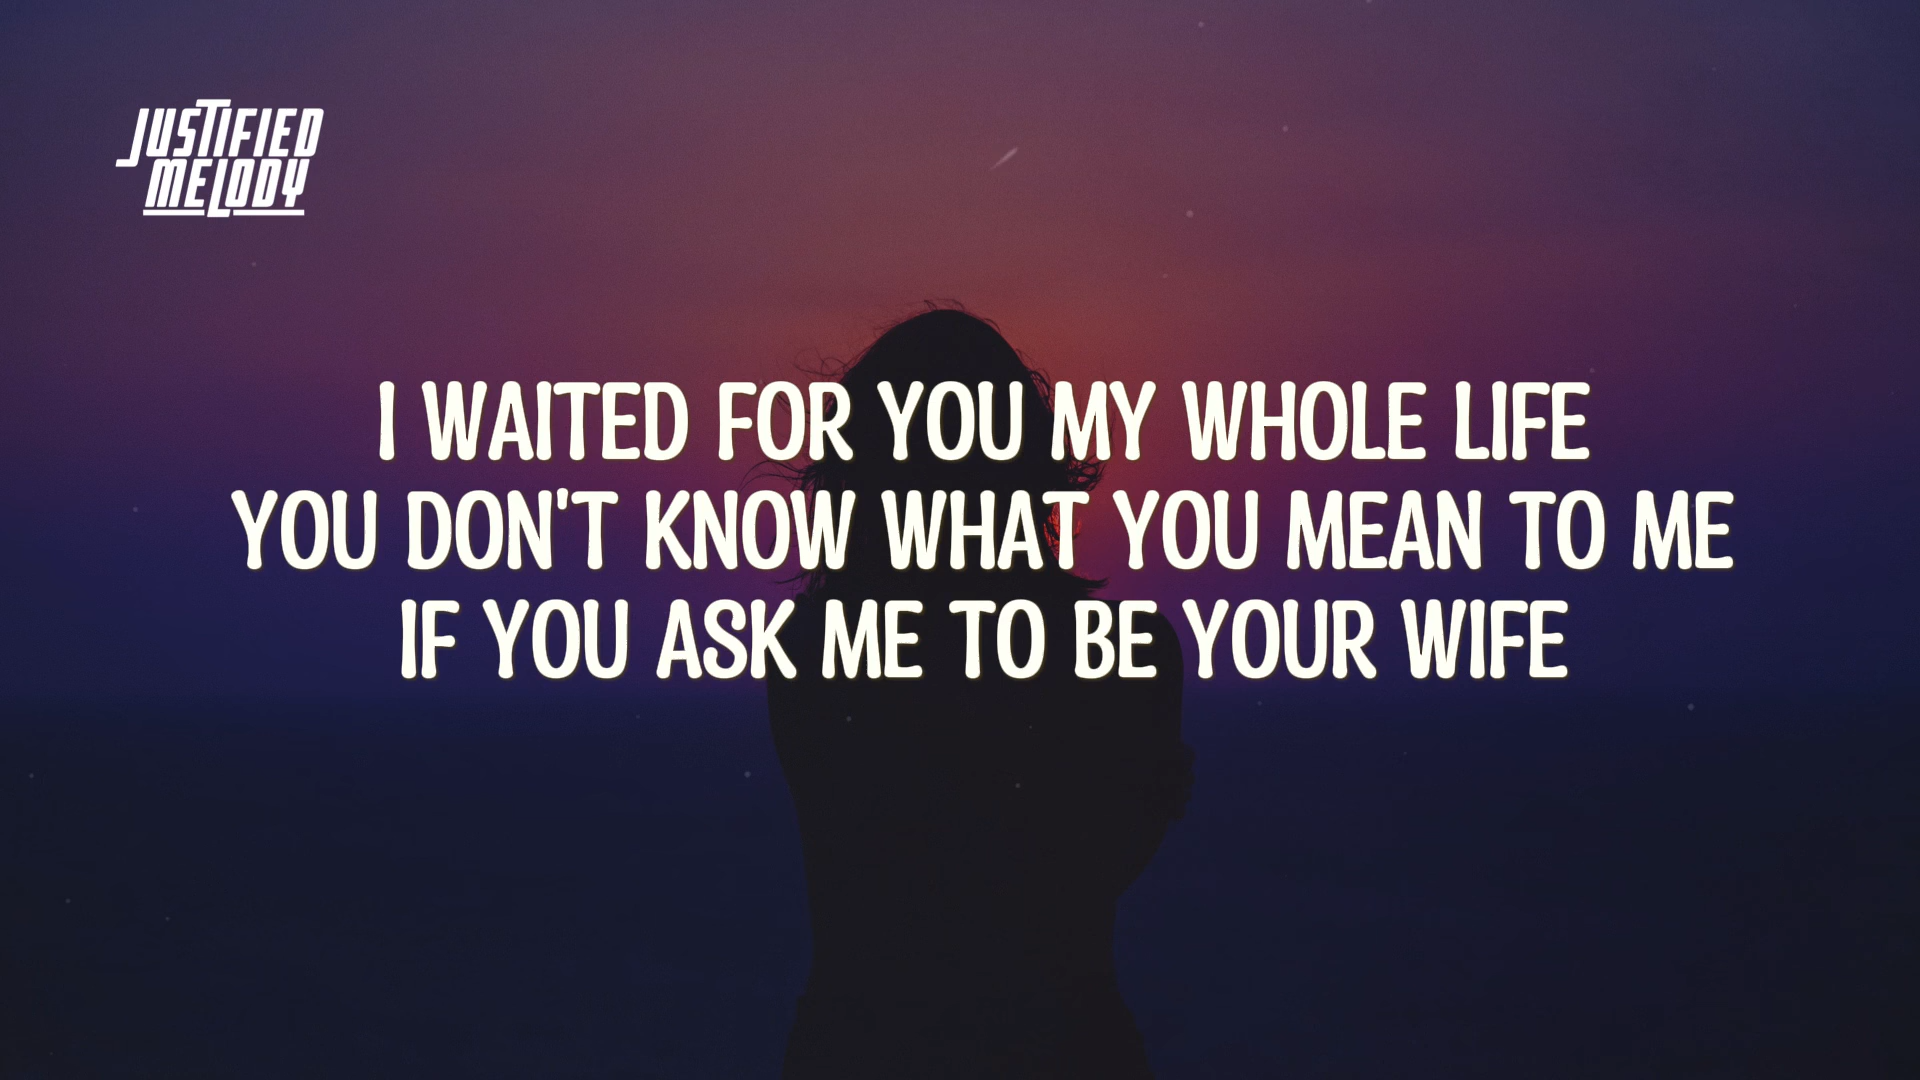 JUSTIFIED
MELODY
I WAITED FOR YOU MY WHOLE LIFE
YOU DON'T KNOW WHAT YOU MEAN TO ME
IF YOU ASK ME TO BE YOUR WIFE